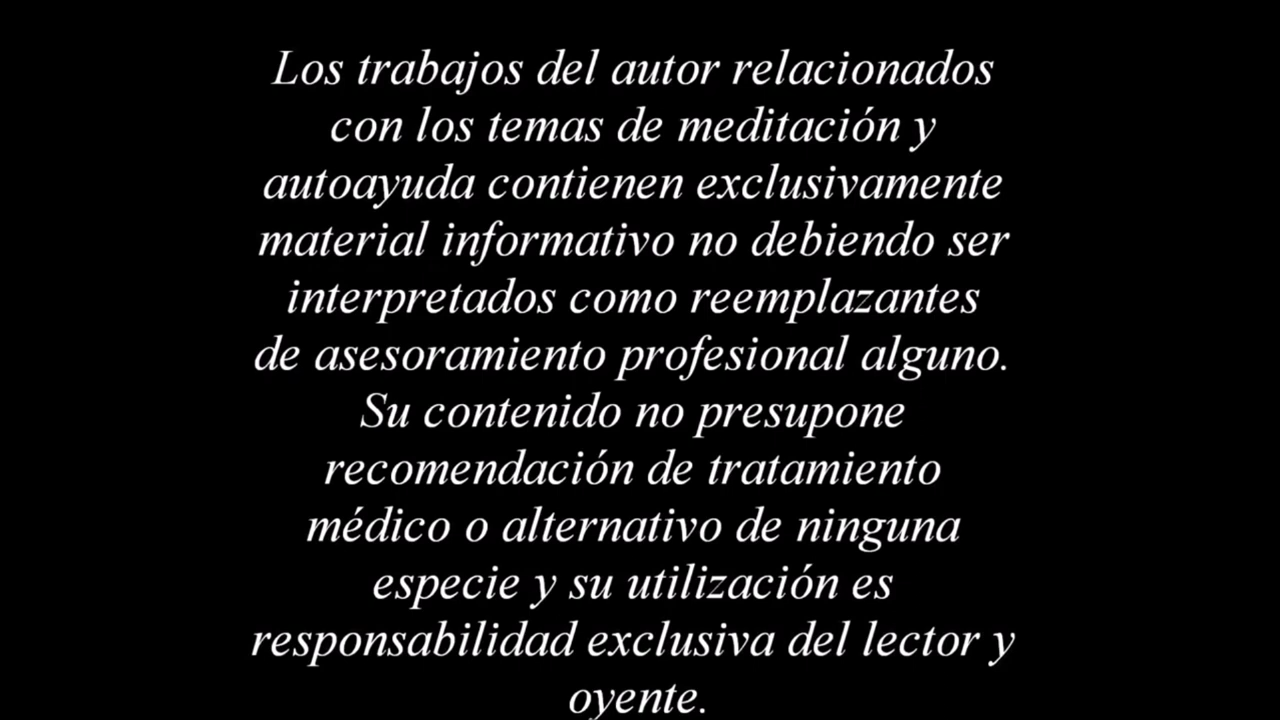 Los trabajos del autor relacionados
con los temas de meditación y
autoayuda contienen exclusivamente
material informativo no debiendo ser
interpretados como reemplazantes
de asesoramiento profesional alguno.
Su contenido no presupone
recomendación de tratamiento
médico o alternativo de ninguna
especie y su utilización es
responsabilidad exclusiva del lector y
oyente.